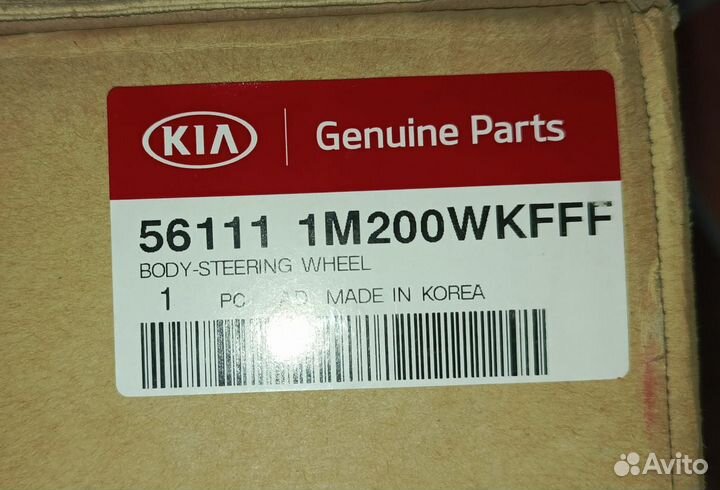 KIA Genuine Parts
56111 1M200WKFFF
BODY-STEERING WHEEL
1 PC AD MADE IN KOREA
Avito